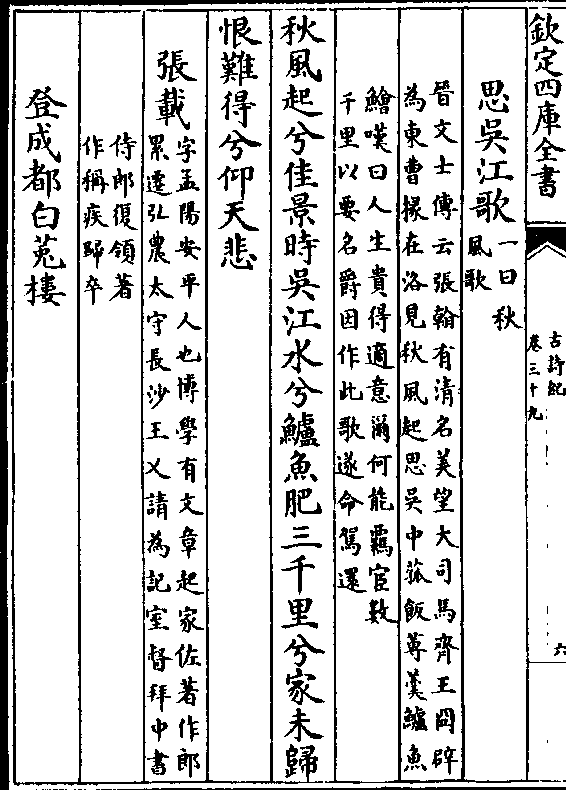 欽定四庫全書
古詩紀
卷三十九
六
思吳江歌一曰秋
風歌
晉文士傳云張翰有清名美望大司馬齊王冏辟
為東曹掾在洛見秋風起思吳中菰飯蓴羹鱸魚
鱠嘆曰人生貴得適意爾何能羈宦數
千里以要名爵因作此歌遂命駕還
秋風起兮佳景時吳江水兮鱸魚肥三千里兮家未歸
恨難得兮仰天悲
張載字孟陽安平人也博學有文章起家佐著作郎
累遷弘農太守長沙王乂請為記室督拜中書
侍郎復領著
作稱疾歸卒
登成都白菟樓